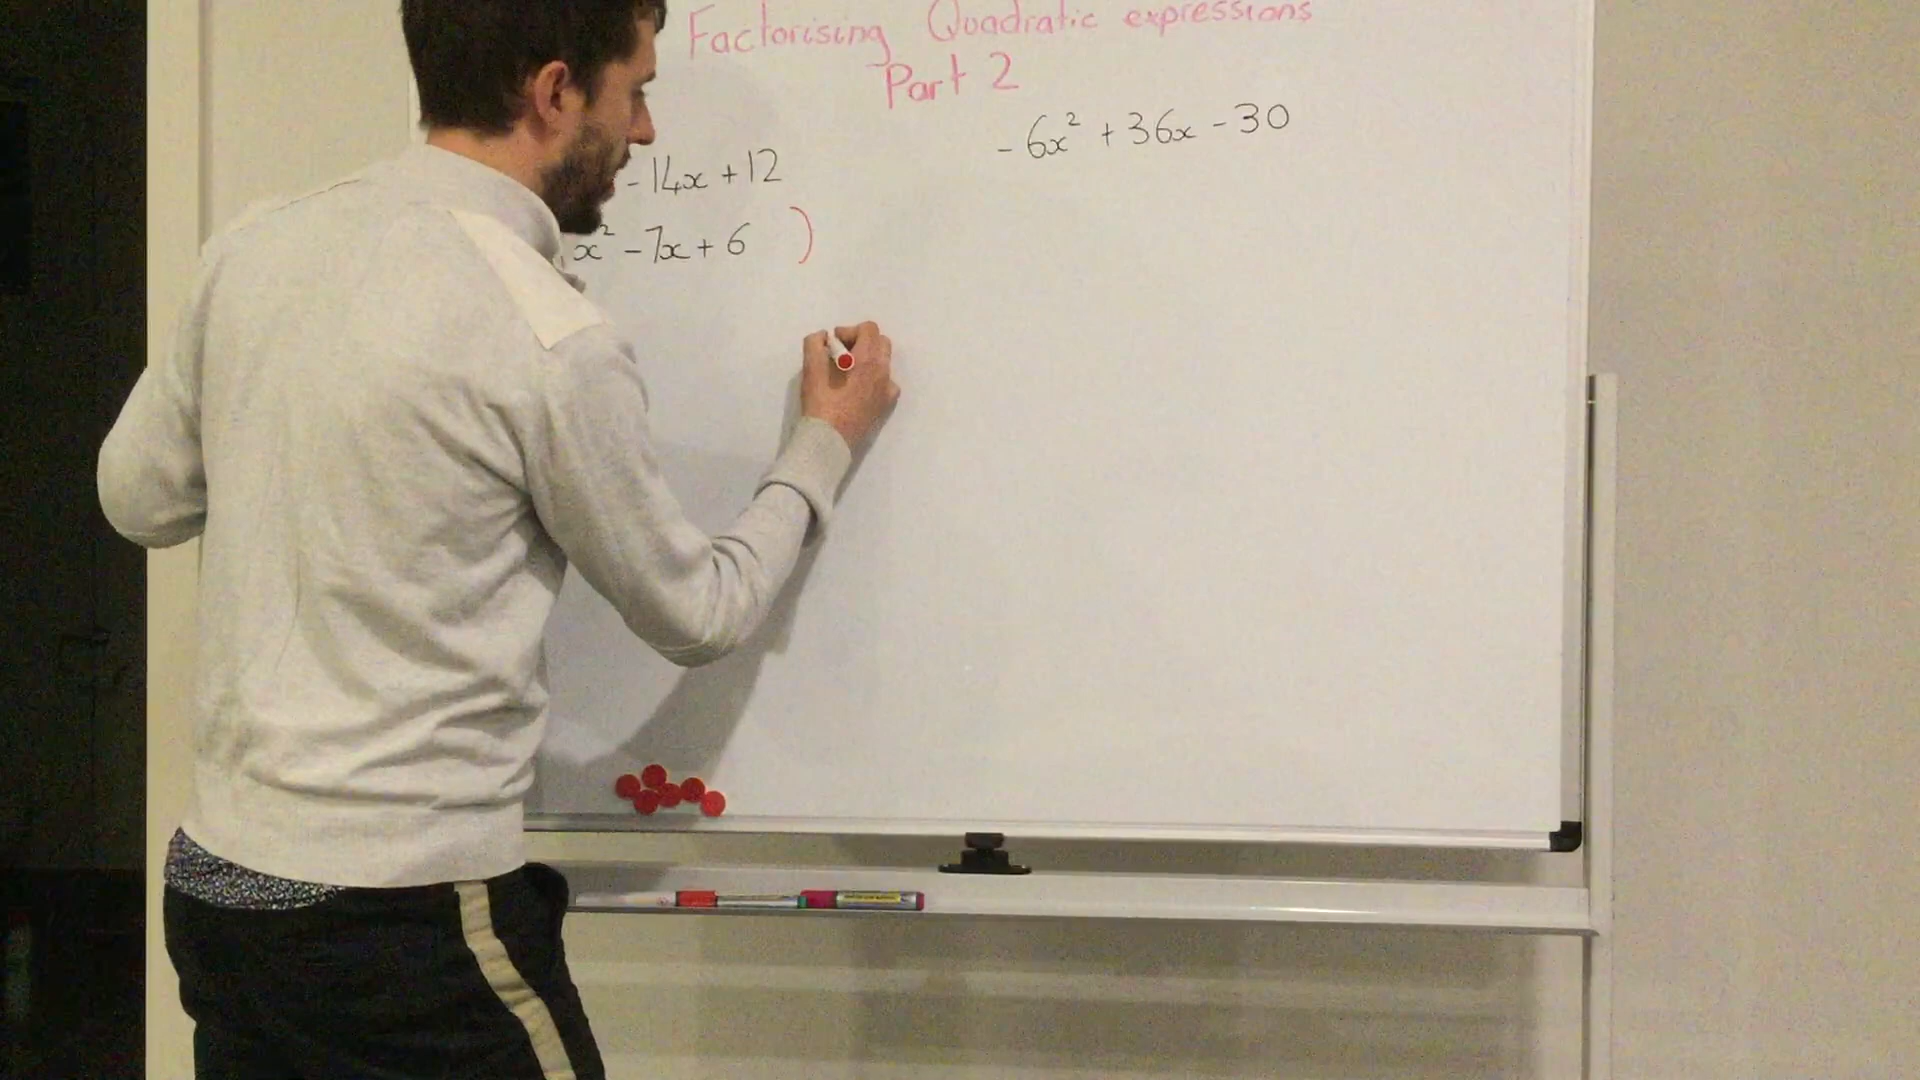 Factorising Quadratic expressions
Part 2
- 14x + 12
x² - 7x + 6 )
- 6x² + 36x - 30